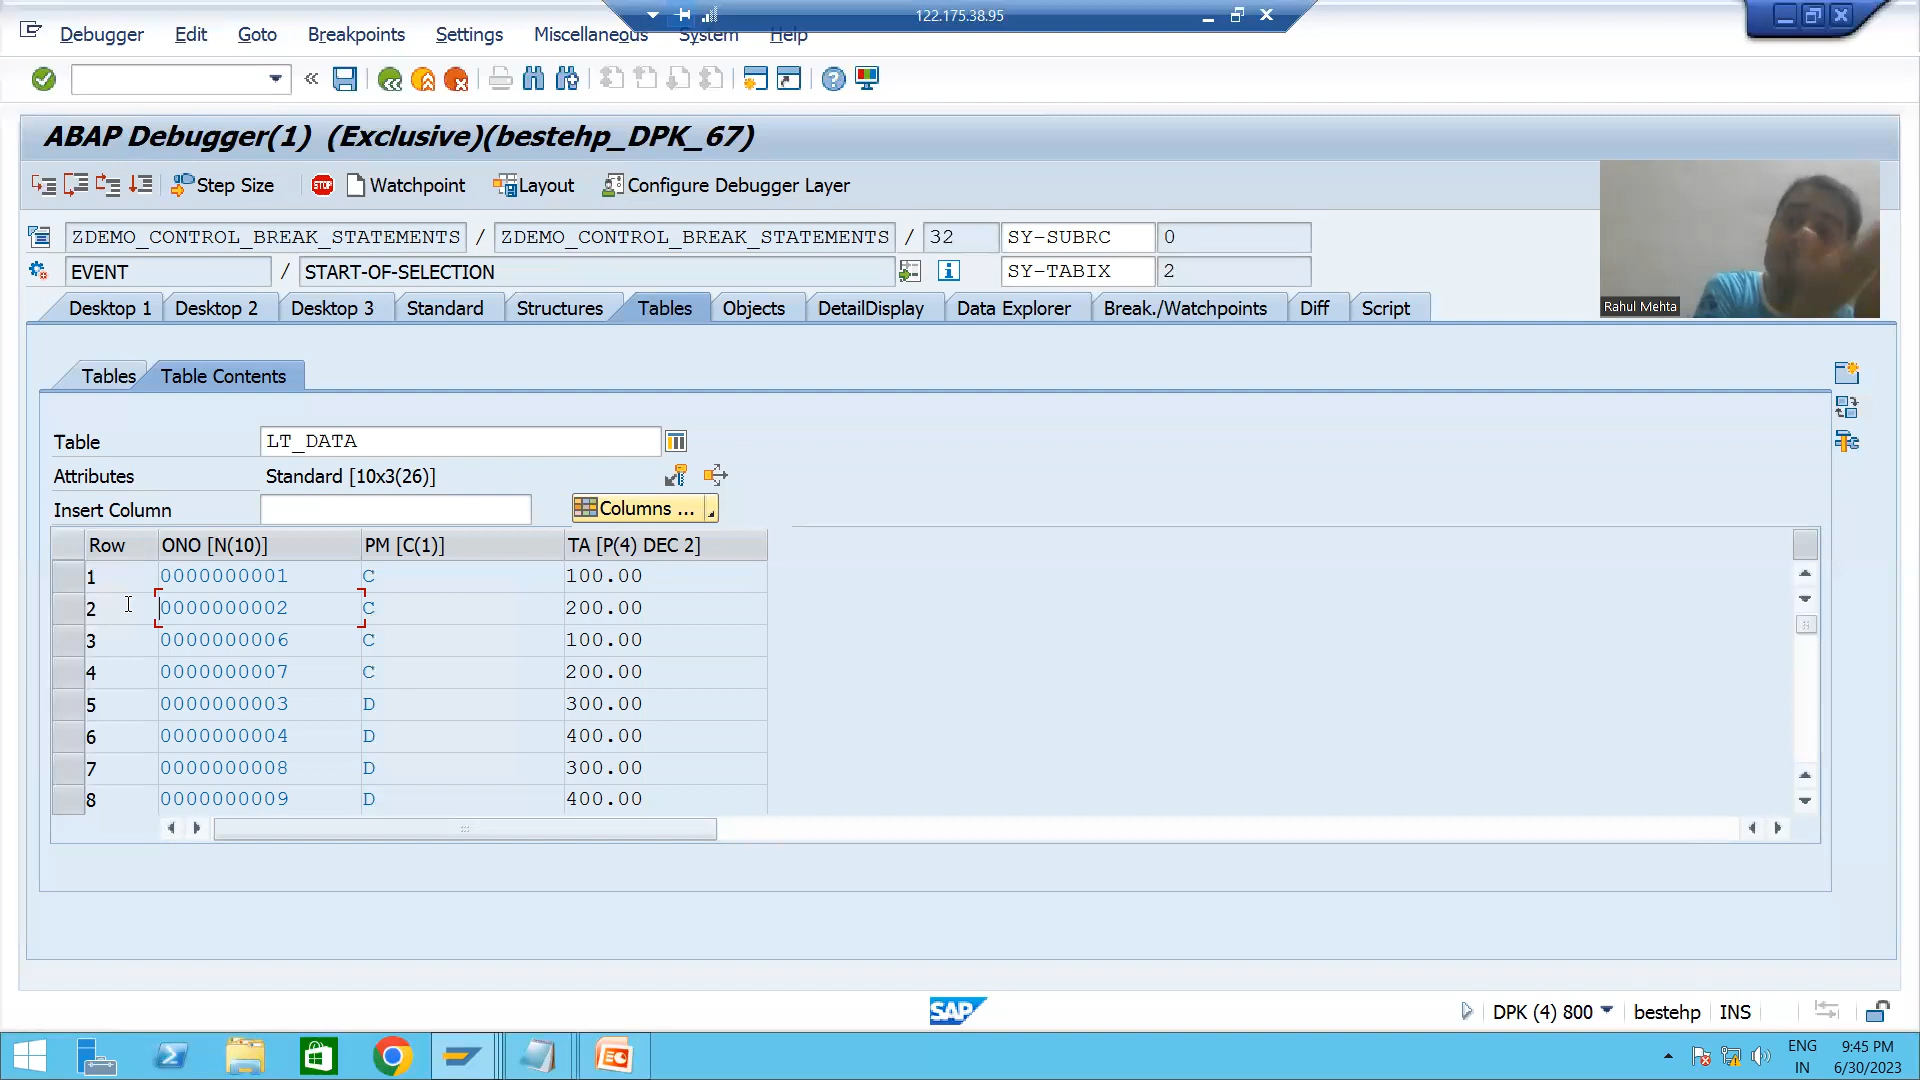 122.175.38.95
Debugger Edit Goto Breakpoints Settings Miscellaneous System Help
ABAP Debugger(1) (Exclusive)(bestehp_DPK_67)
Step Size STOP Watchpoint Layout Configure Debugger Layer
ZDEMO_CONTROL_BREAK_STATEMENTS / ZDEMO_CONTROL_BREAK_STATEMENTS / 32 SY-SUBRC 0
EVENT / START-OF-SELECTION SY-TABIX 2
Rahul Mehta
Desktop 1 Desktop 2 Desktop 3 Standard Structures Tables Objects DetailDisplay Data Explorer Break./Watchpoints Diff Script
Tables Table Contents
Table LT_DATA
Attributes Standard [10x3(26)]
Insert Column Columns ...
Row ONO [N(10)] PM [C(1)] TA [P(4) DEC 2]
1 0000000001 C 100.00
2 0000000002 C 200.00
3 0000000006 C 100.00
4 0000000007 C 200.00
5 0000000003 D 300.00
6 0000000004 D 400.00
7 0000000008 D 300.00
8 0000000009 D 400.00
SAP DPK (4) 800 bestehp INS
ENG 9:45 PM
IN 6/30/2023